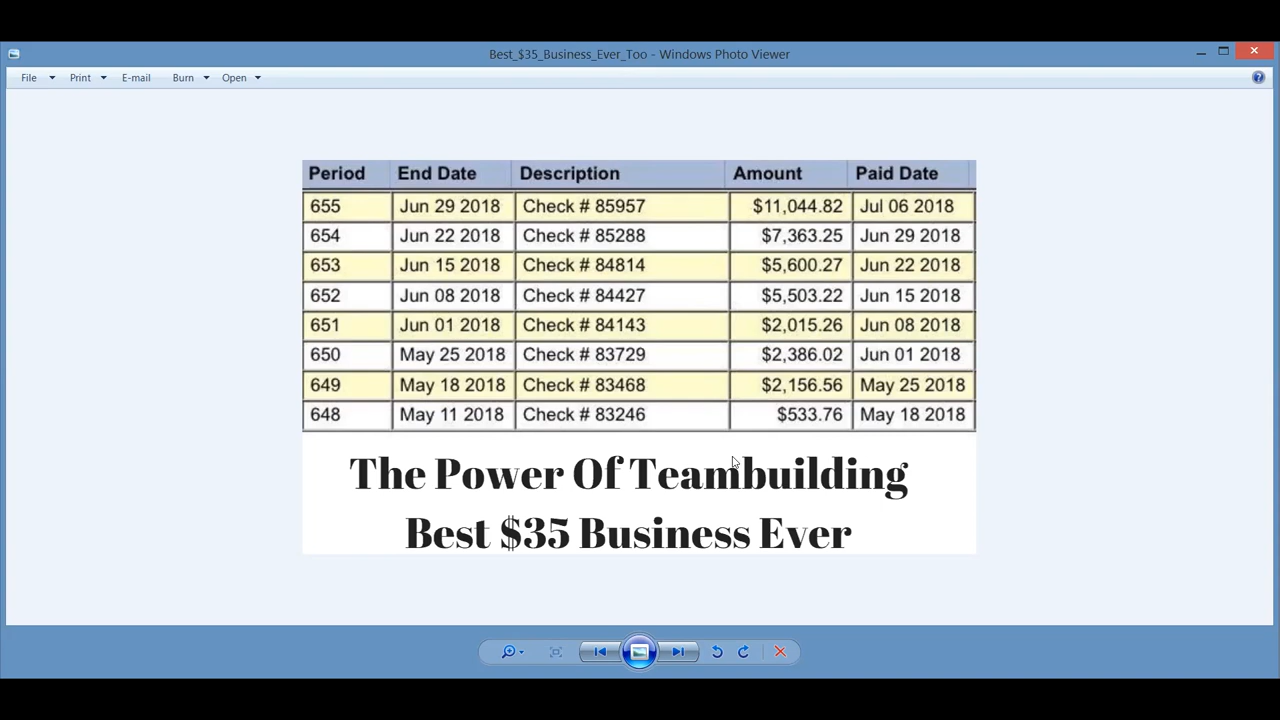 Best_$35_Business_Ever_Too - Windows Photo Viewer
File Print E-mail Burn Open
Period End Date Description Amount Paid Date
655 Jun 29 2018 Check # 85957 $11,044.82 Jul 06 2018
654 Jun 22 2018 Check # 85288 $7,363.25 Jun 29 2018
653 Jun 15 2018 Check # 84814 $5,600.27 Jun 22 2018
652 Jun 08 2018 Check # 84427 $5,503.22 Jun 15 2018
651 Jun 01 2018 Check # 84143 $2,015.26 Jun 08 2018
650 May 25 2018 Check # 83729 $2,386.02 Jun 01 2018
649 May 18 2018 Check # 83468 $2,156.56 May 25 2018
648 May 11 2018 Check # 83246 $533.76 May 18 2018
The Power Of Teambuilding
Best $35 Business Ever